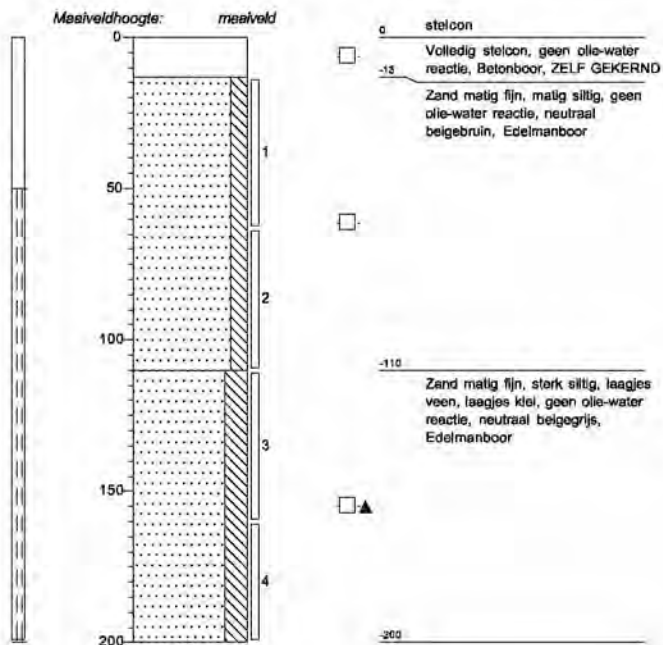 Maaiveldhoogte: maaiveld
0
50
100
150
200
1
2
3
4
0 stelcon
Volledig stelcon, geen olie-water
reactie, Betonboor, ZELF GEKERND
-13
Zand matig fijn, matig siltig, geen
olie-water reactie, neutraal
beigebruin, Edelmanboor
-110
Zand matig fijn, sterk siltig, laagjes
veen, laagjes klei, geen olie-water
reactie, neutraal beigegrijs,
Edelmanboor
-200